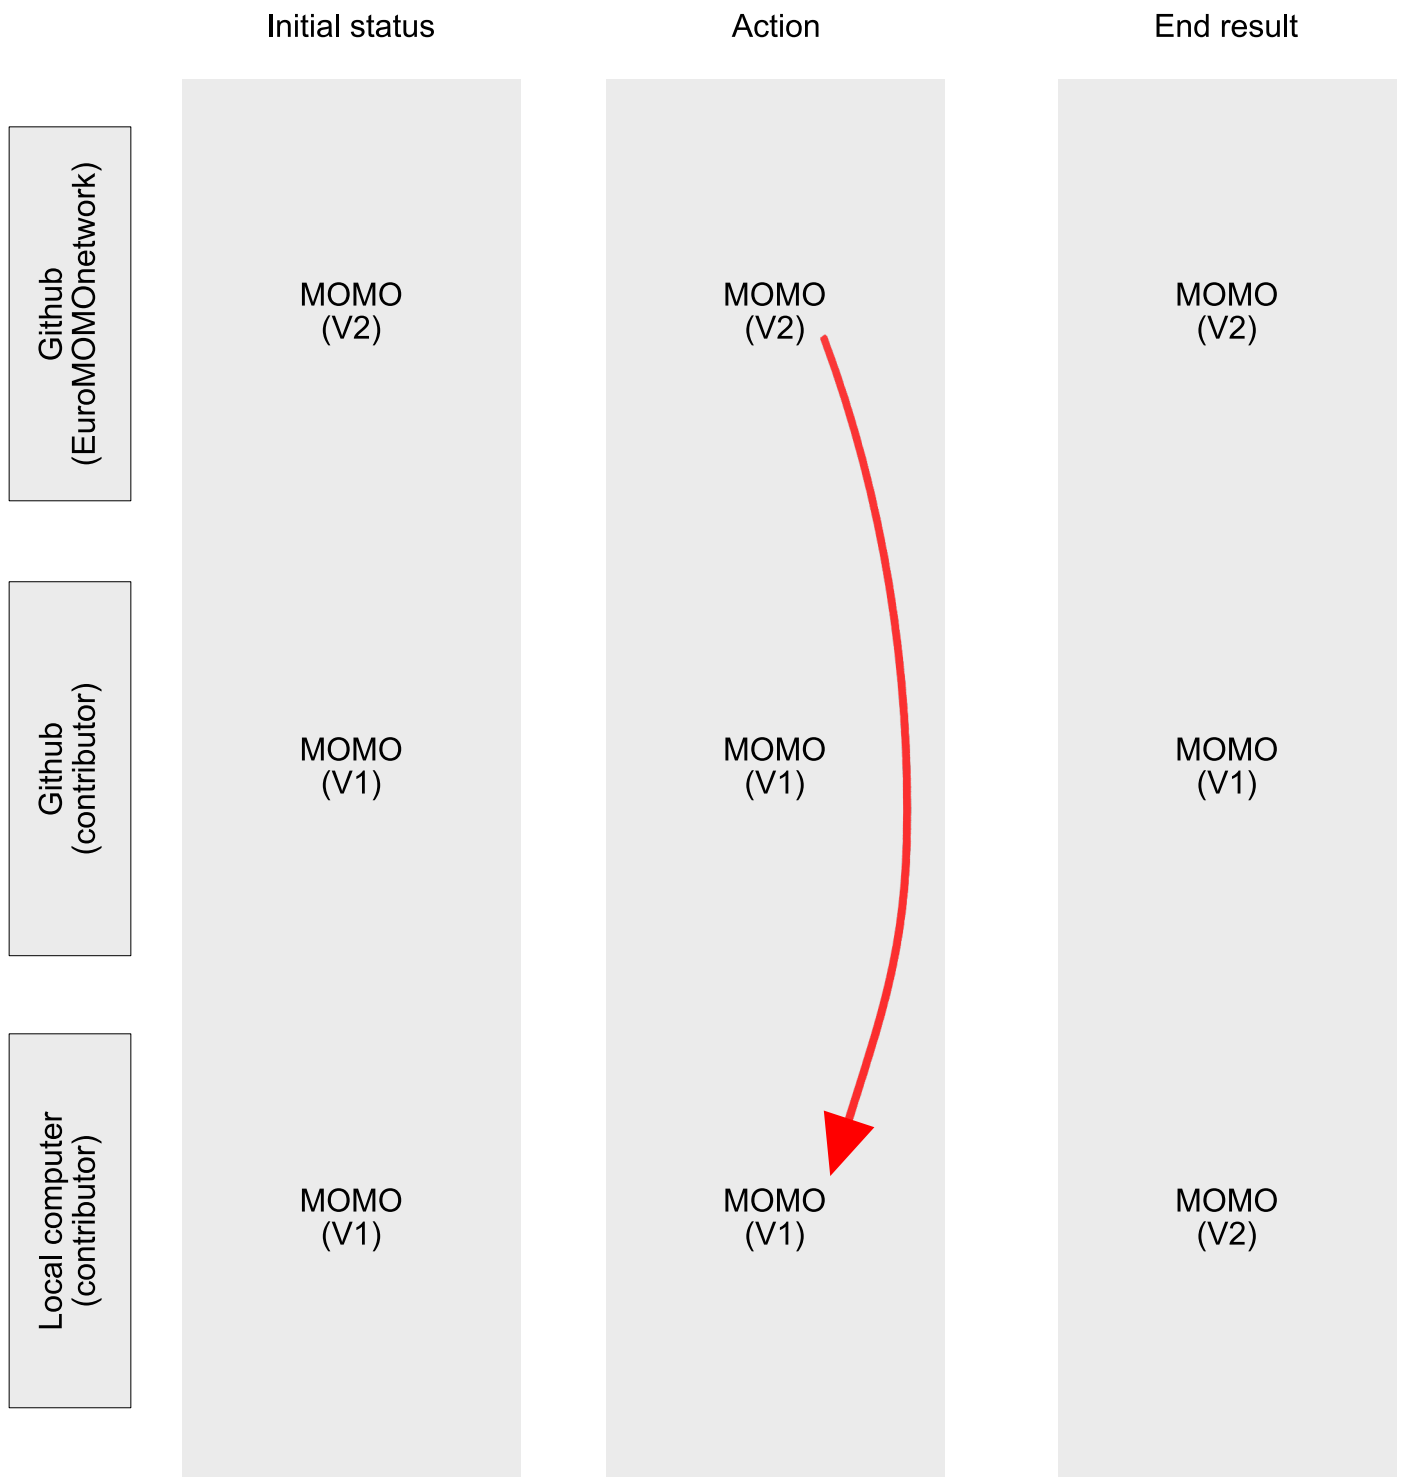 Initial status
Action
End result
Github
(EuroMOMOnetwork)
MOMO
(V2)
MOMO
(V2)
MOMO
(V2)
Github
(contributor)
MOMO
(V1)
MOMO
(V1)
MOMO
(V1)
Local computer
(contributor)
MOMO
(V1)
MOMO
(V1)
MOMO
(V2)